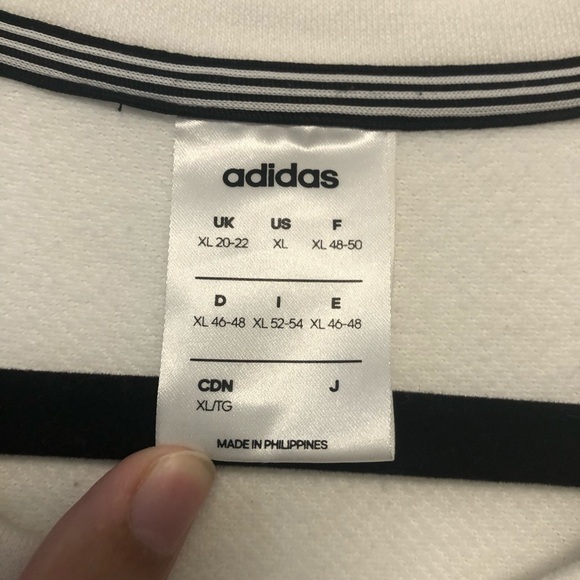 adidas
UK US F
XL 20-22 XL XL 48-50
D I E
XL 46-48 XL 52-54 XL 46-48
CDN J
XL/TG
MADE IN PHILIPPINES